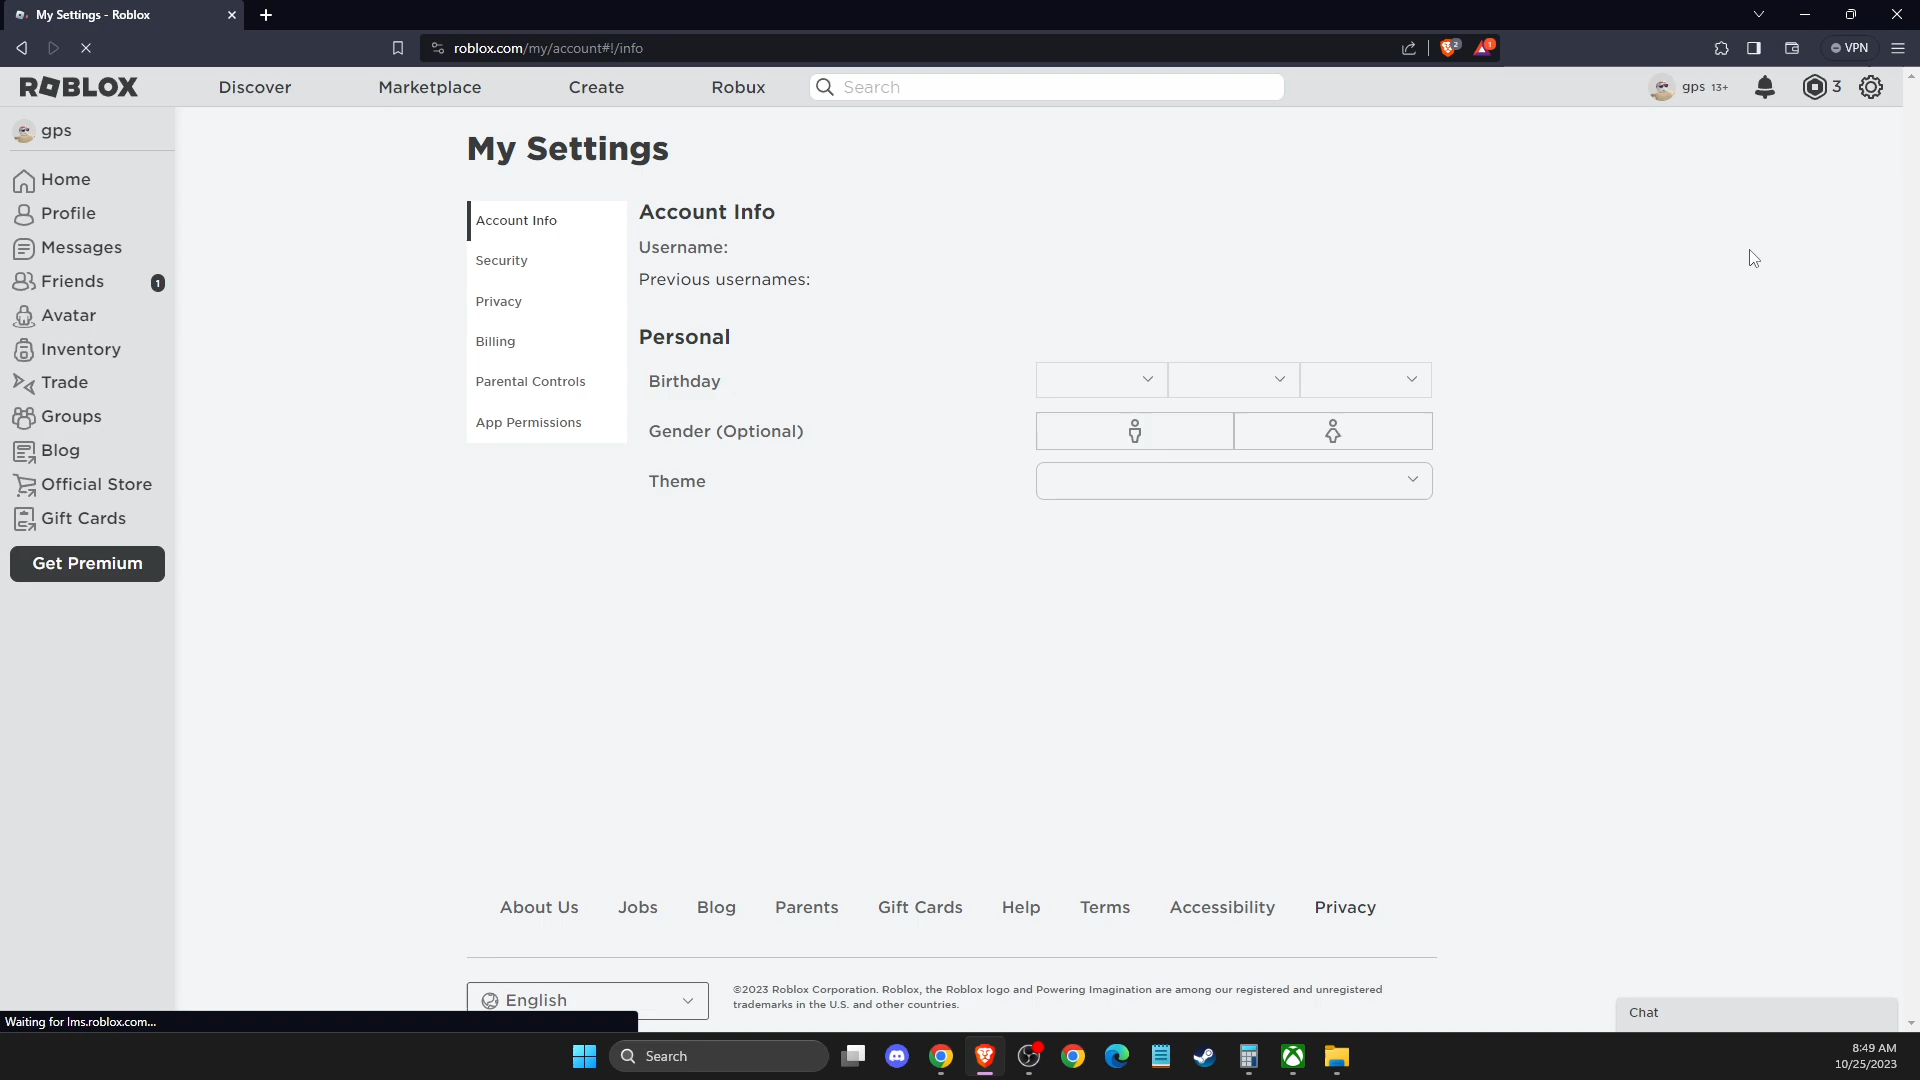 My Settings - Roblox
roblox.com/my/account#!/info
2
1
VPN
ROBLOX
Discover
Marketplace
Create
Robux
Search
gps 13+
3
gps
Home
Profile
Messages
Friends
1
Avatar
Inventory
Trade
Groups
Blog
Official Store
Gift Cards
Get Premium
My Settings
Account Info
Security
Privacy
Billing
Parental Controls
App Permissions
Account Info
Username:
Previous usernames:
Personal
Birthday
Gender (Optional)
Theme
About Us
Jobs
Blog
Parents
Gift Cards
Help
Terms
Accessibility
Privacy
English
©2023 Roblox Corporation. Roblox, the Roblox logo and Powering Imagination are among our registered and unregistered
trademarks in the U.S. and other countries.
Chat
Waiting for lms.roblox.com...
Search
8:49 AM
10/25/2023